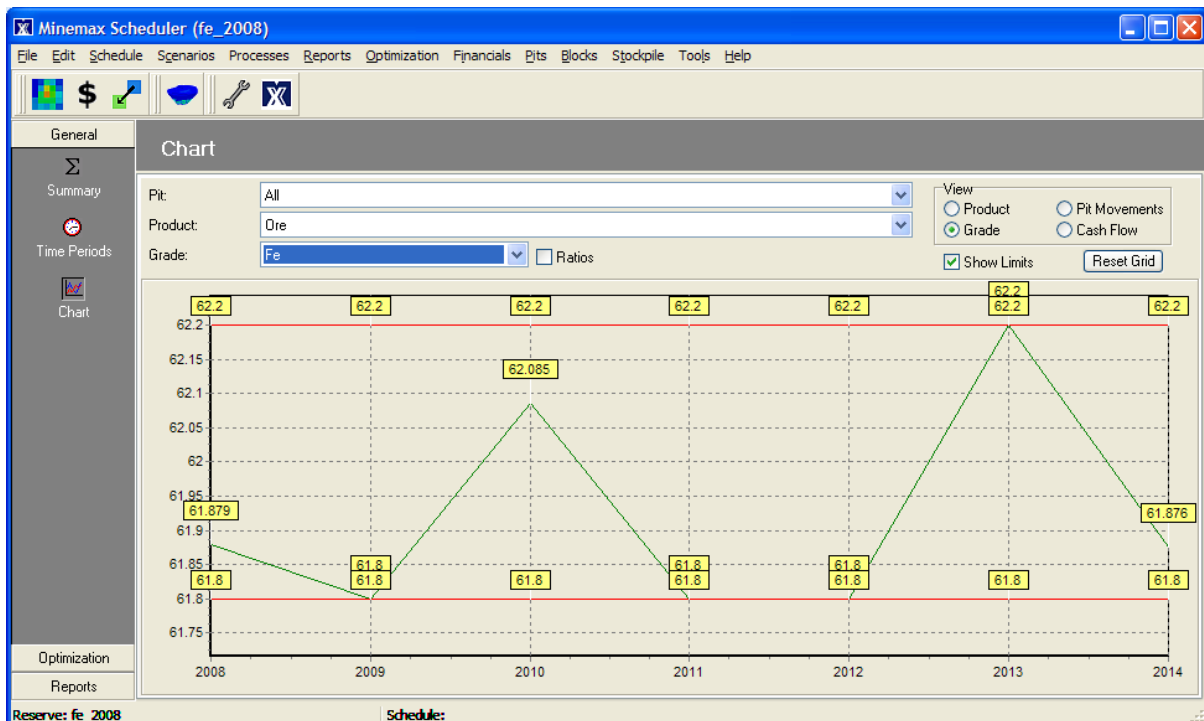 Minemax Scheduler (fe_2008)
File Edit Schedule Scenarios Processes Reports Optimization Financials Pits Blocks Stockpile Tools Help
General
Chart
Σ
Summary
Time Periods
Chart
Pit: All
Product: Ore
Grade: Fe Ratios
View
Product Pit Movements
Grade Cash Flow
Show Limits Reset Grid
62.2
62.2 62.2 62.2 62.2 62.2 62.2 62.2
62.2
62.15
62.085
62.1
62.05
62
61.95
61.879 61.876
61.9
61.85
61.8 61.8 61.8
61.8 61.8 61.8 61.8 61.8 61.8 61.8
61.8
61.75
2008 2009 2010 2011 2012 2013 2014
Optimization
Reports
Reserve: fe_2008 Schedule: